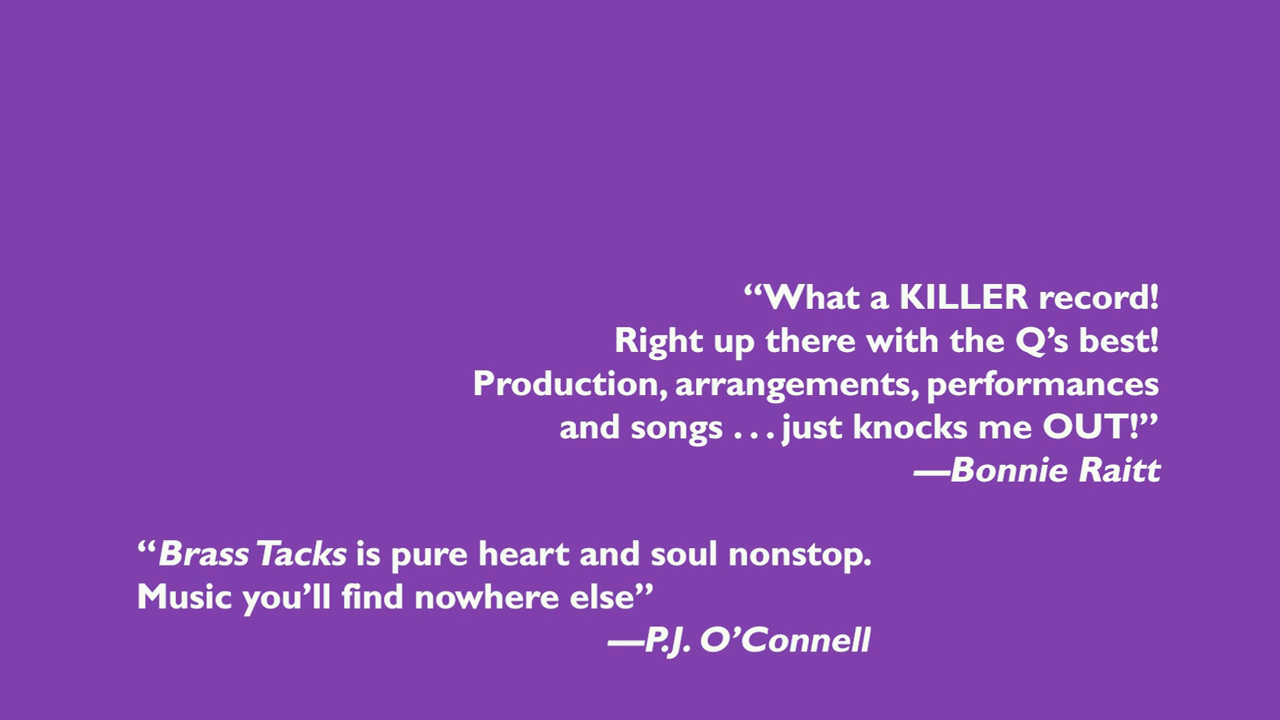 “What a KILLER record!
Right up there with the Q’s best!
Production, arrangements, performances
and songs . . . just knocks me OUT!”
—Bonnie Raitt
“Brass Tacks is pure heart and soul nonstop.
Music you’ll find nowhere else”
—P.J. O’Connell